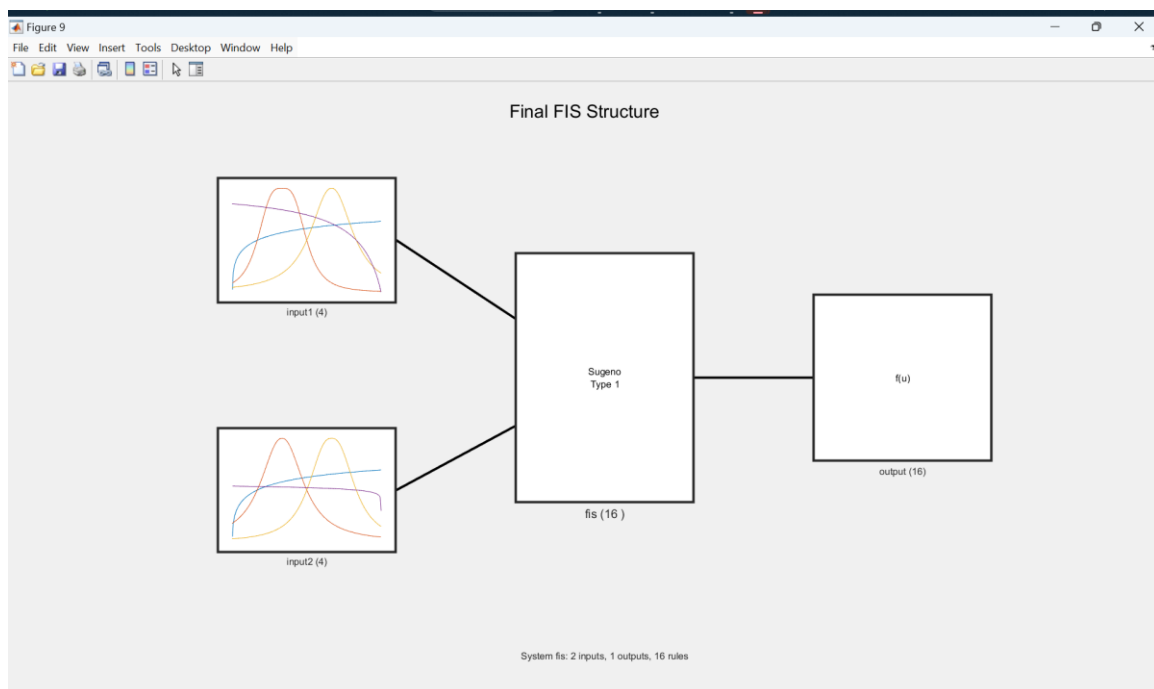 Figure 9
File Edit View Insert Tools Desktop Window Help
Final FIS Structure
input1 (4)
Sugeno
Type 1
f(u)
output (16)
fis (16 )
input2 (4)
System fis: 2 inputs, 1 outputs, 16 rules